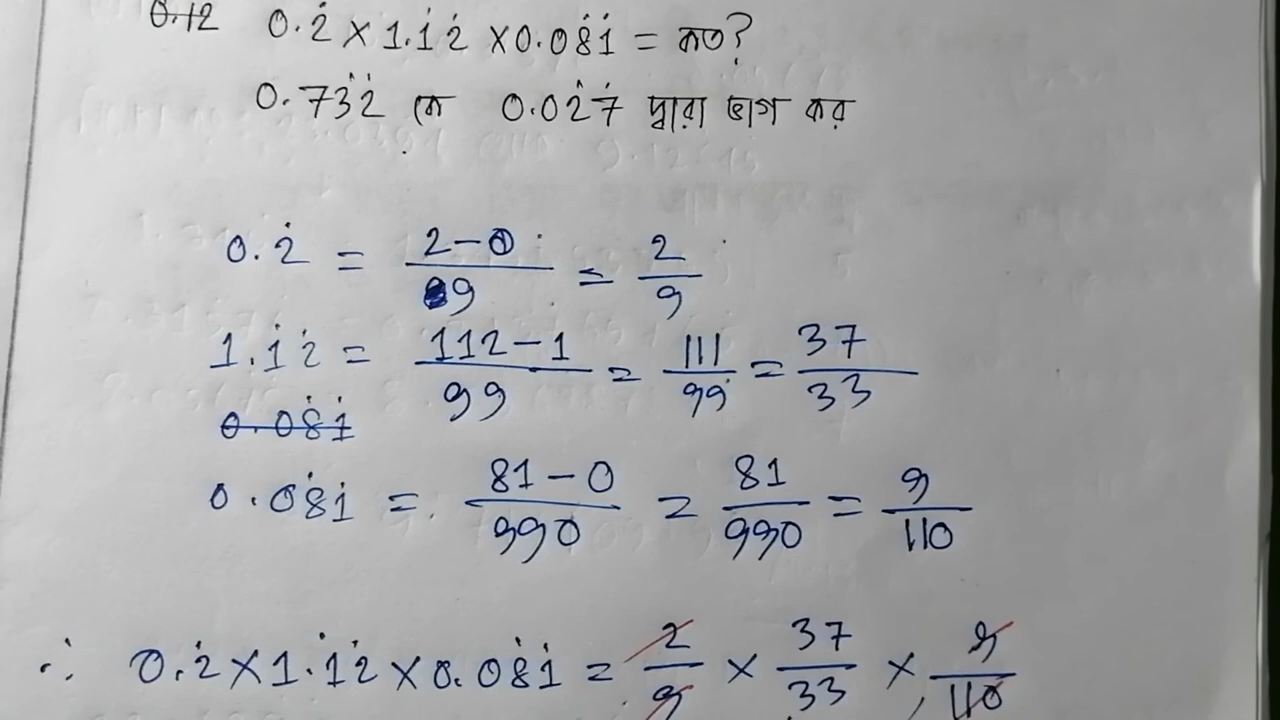 0.12 0.2̇ × 1.1̇2̇ × 0.08̇1̇ = কত?
0.73̇2̇ কে 0.02̇7̇ দ্বারা ভাগ কর
0.2̇ = 2-0/9 = 2/9
1.1̇2̇ = 112-1/99 = 111/99 = 37/33
0.08̇1̇
0.08̇1̇ = 81-0/990 = 81/990 = 9/110
∴ 0.2̇ × 1.1̇2̇ × 0.08̇1̇ = 2/9 × 37/33 × 9/110